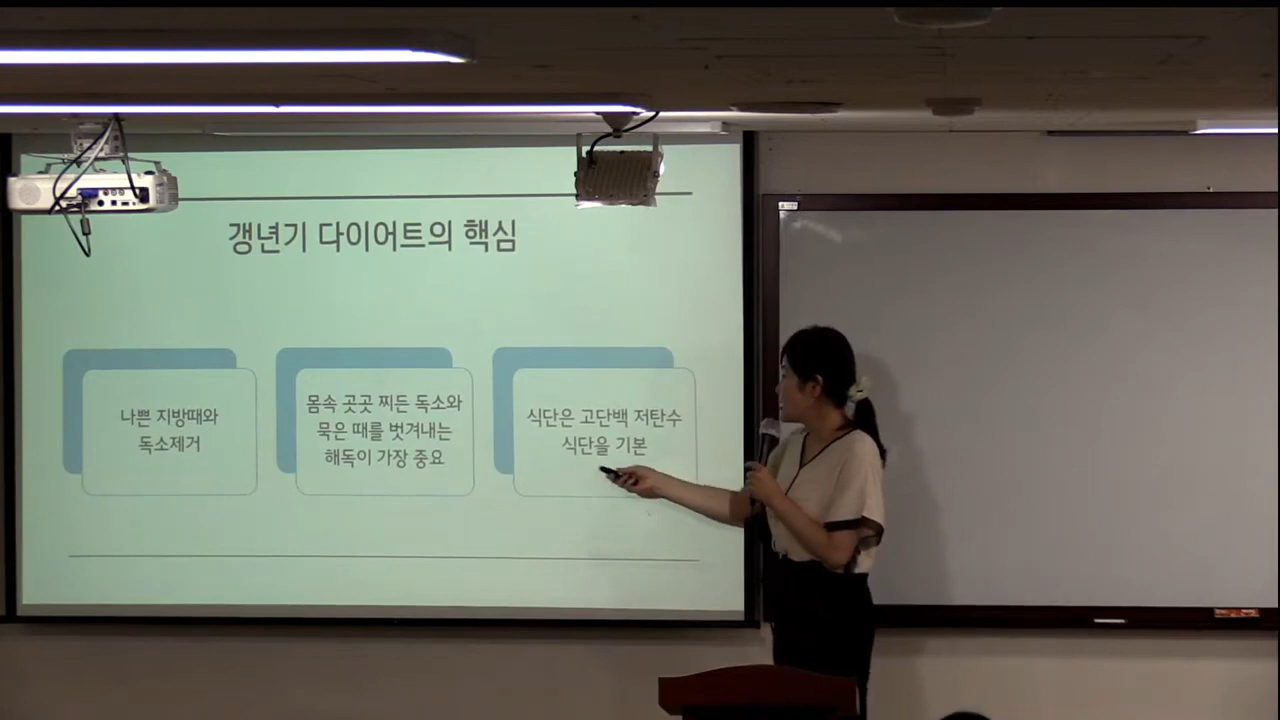 갱년기 다이어트의 핵심
나쁜 지방때와
독소제거
몸속 곳곳 찌든 독소와
묵은 때를 벗겨내는
해독이 가장 중요
식단은 고단백 저탄수
식단을 기본